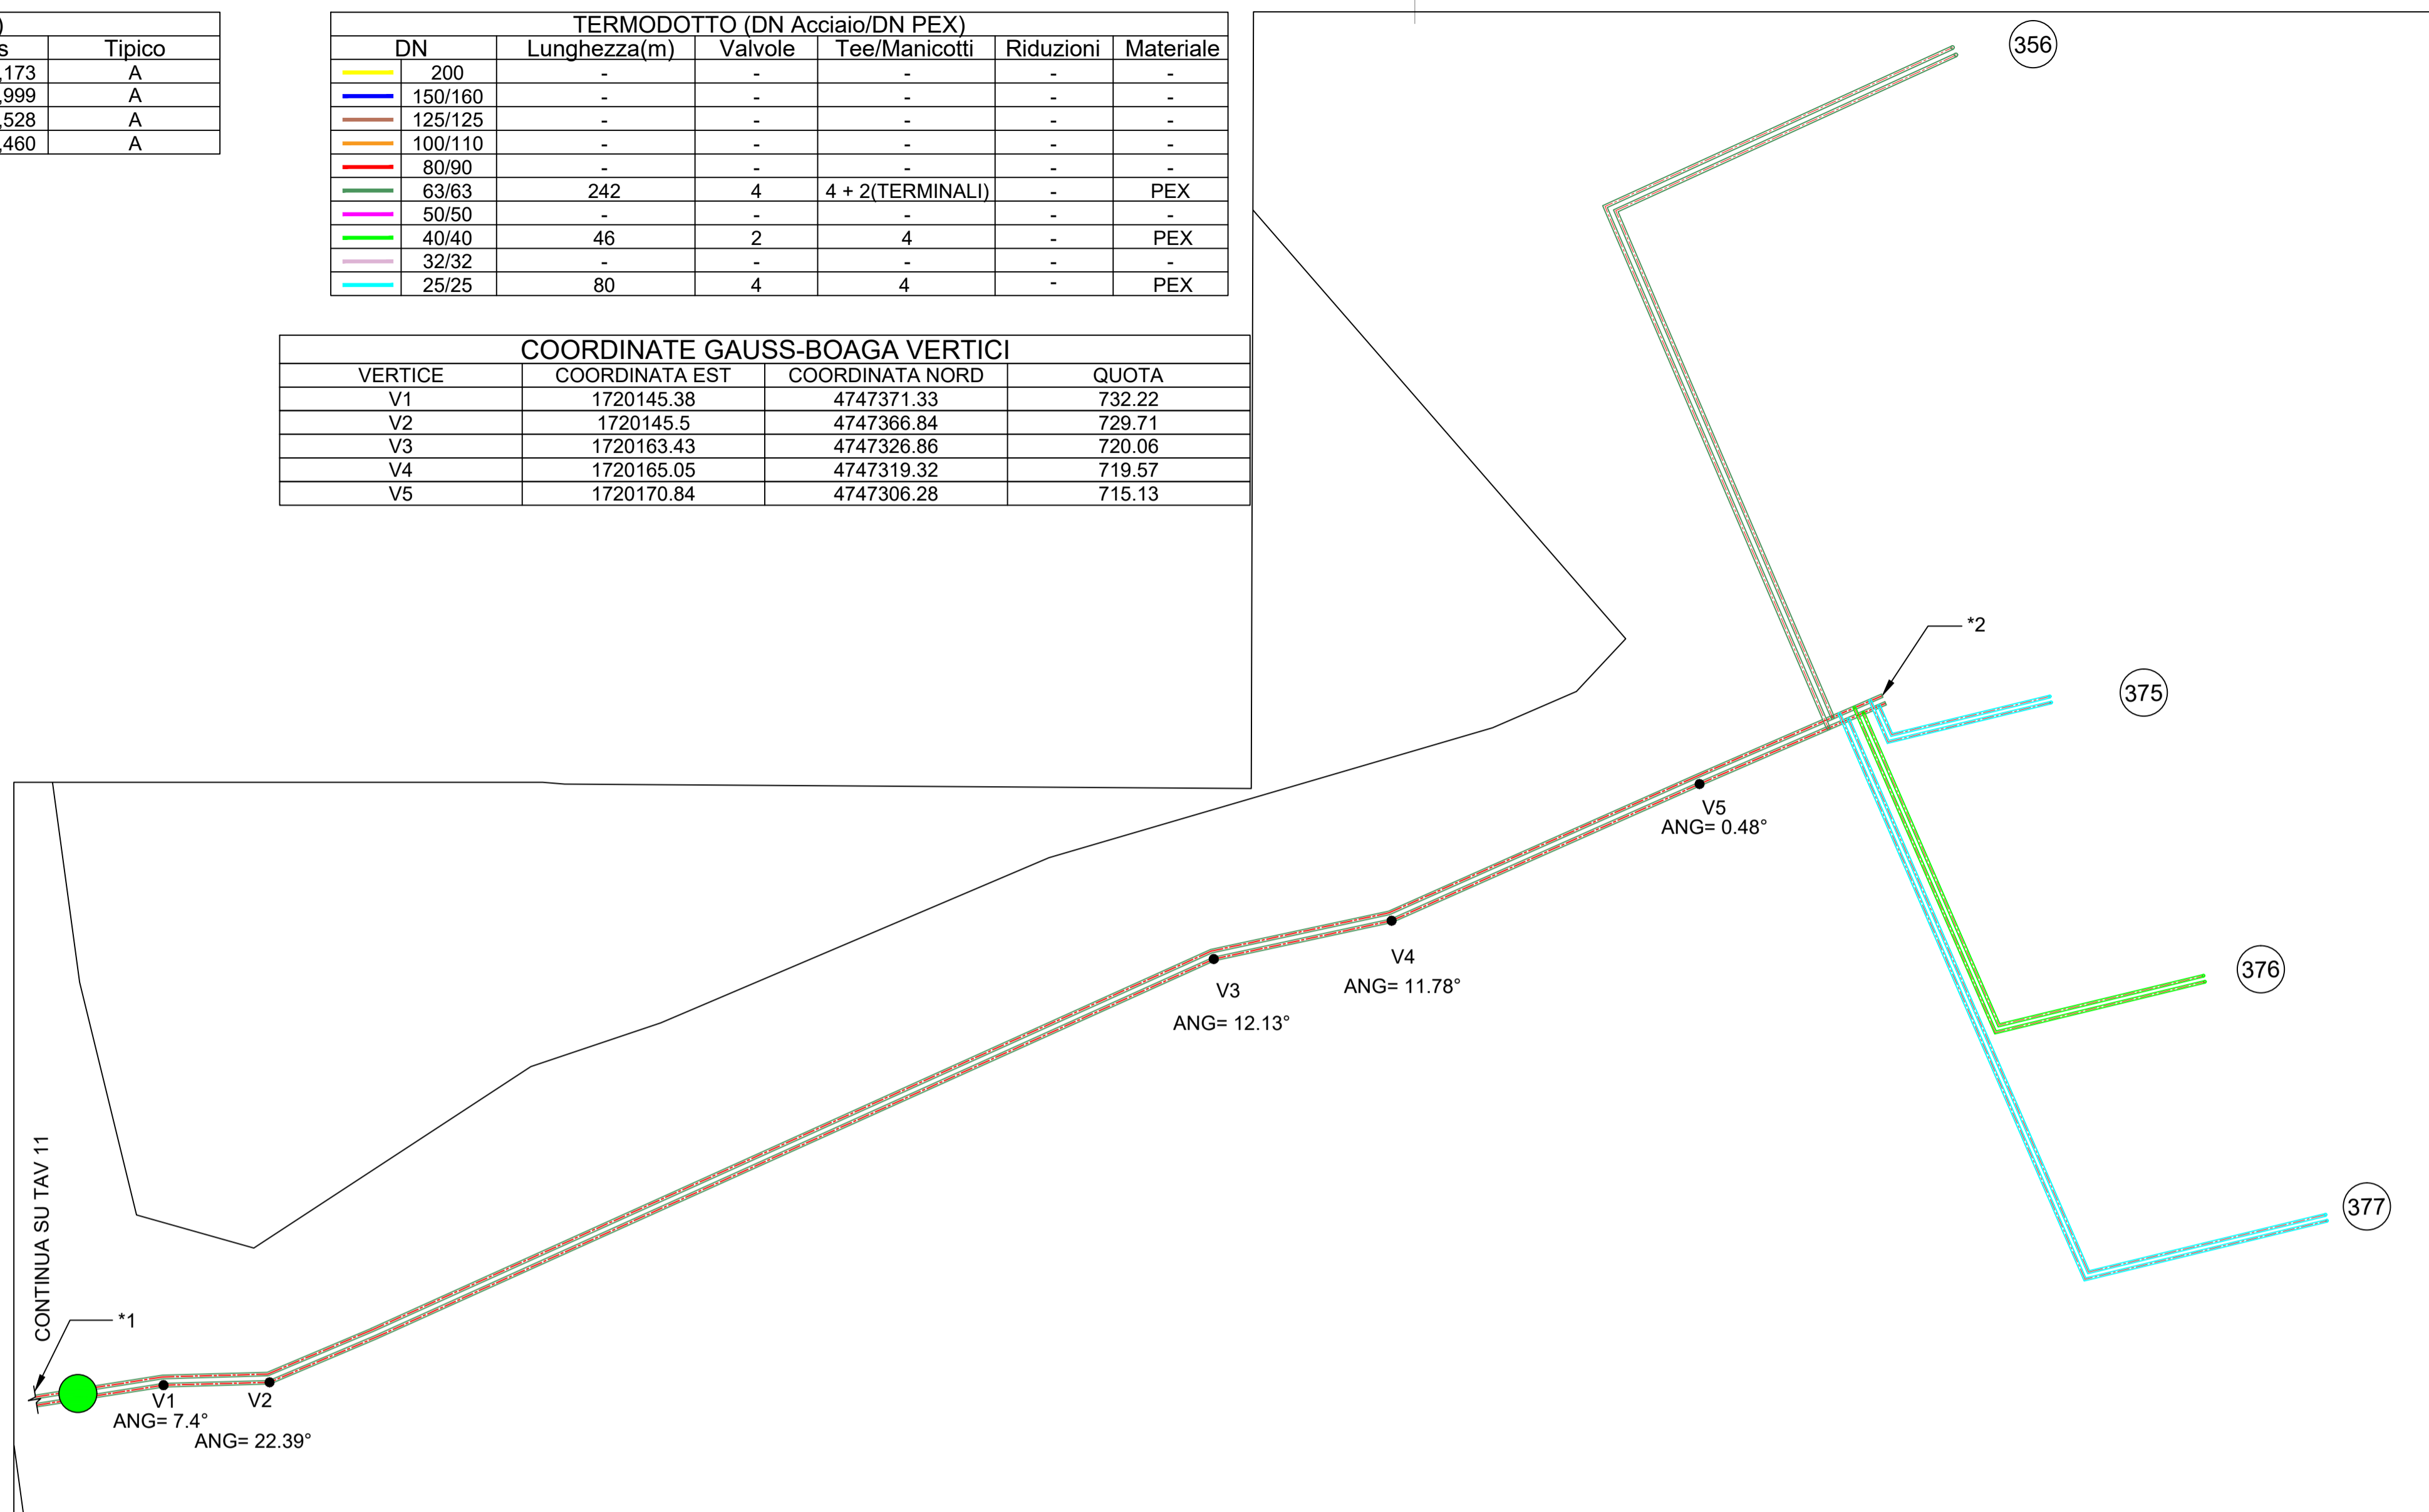 )
s Tipico
,173 A
,999 A
,528 A
,460 A
TERMODOTTO (DN Acciaio/DN PEX)
DN Lunghezza(m) Valvole Tee/Manicotti Riduzioni Materiale
200 - - - - -
150/160 - - - - -
125/125 - - - - -
100/110 - - - - -
80/90 - - - - -
63/63 242 4 4 + 2(TERMINALI) - PEX
50/50 - - - - -
40/40 46 2 4 - PEX
32/32 - - - - -
25/25 80 4 4 - PEX
COORDINATE GAUSS-BOAGA VERTICI
VERTICE COORDINATA EST COORDINATA NORD QUOTA
V1 1720145.38 4747371.33 732.22
V2 1720145.5 4747366.84 729.71
V3 1720163.43 4747326.86 720.06
V4 1720165.05 4747319.32 719.57
V5 1720170.84 4747306.28 715.13
356
*2
375
V5
ANG= 0.48°
V4
ANG= 11.78°
V3
ANG= 12.13°
376
377
CONTINUA SU TAV 11
*1
V1
ANG= 7.4°
V2
ANG= 22.39°